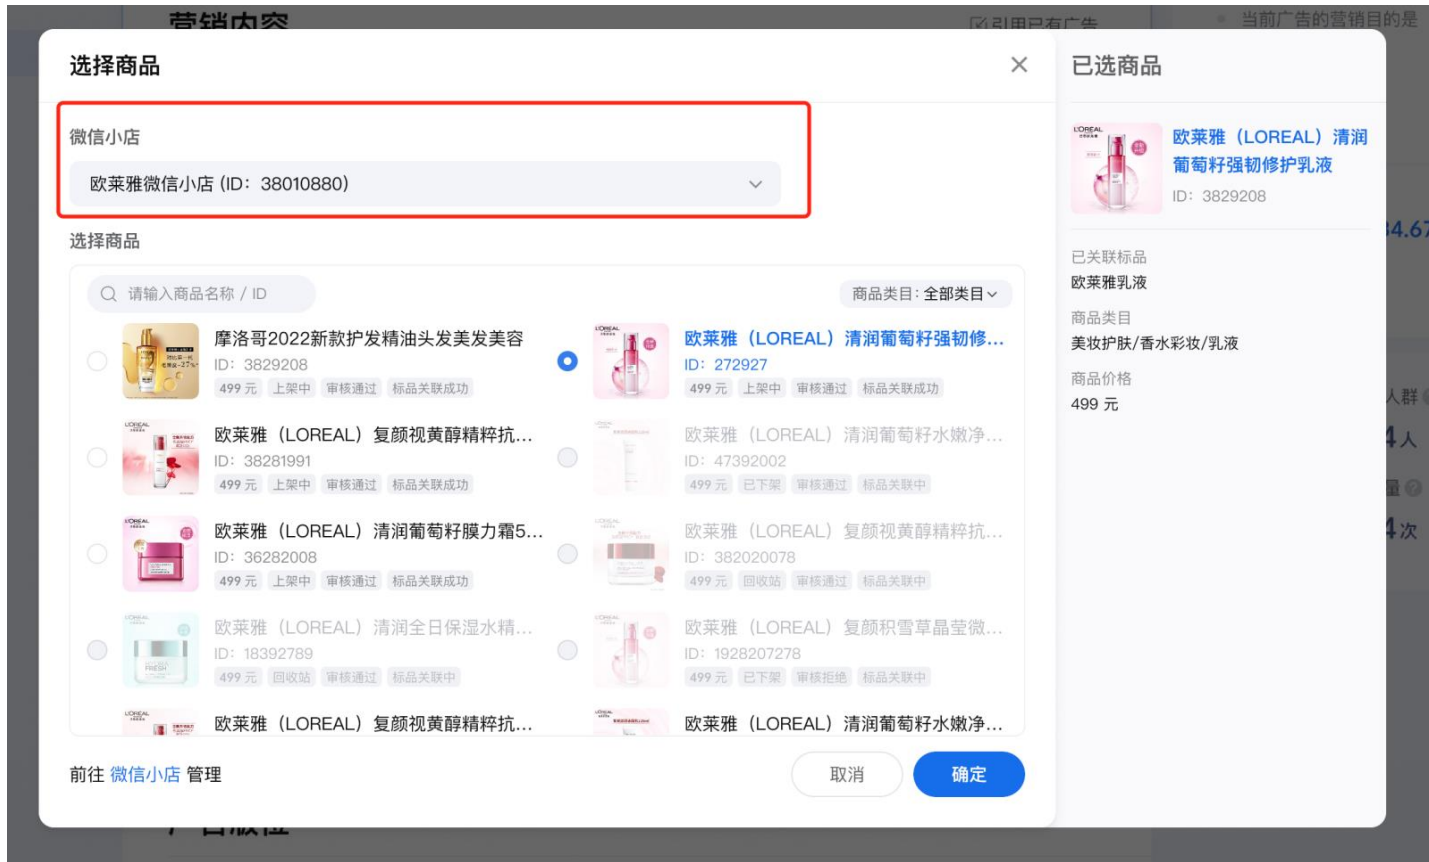 营销内容
引用已有广告
当前广告的营销目的是
选择商品
微信小店
欧莱雅微信小店 (ID：38010880)
选择商品
请输入商品名称 / ID
商品类目：全部类目
摩洛哥2022新款护发精油头发美发美容
ID：3829208
499 元 上架中 审核通过 标品关联成功
欧莱雅（LOREAL）清润葡萄籽强韧修...
ID：272927
499 元 上架中 审核通过 标品关联成功
欧莱雅（LOREAL）复颜视黄醇精粹抗...
ID：38281991
499 元 上架中 审核通过 标品关联成功
欧莱雅（LOREAL）清润葡萄籽水嫩净...
ID：47392002
499 元 已下架 审核通过 标品关联中
欧莱雅（LOREAL）清润葡萄籽膜力霜5...
ID：36282008
499 元 上架中 审核通过 标品关联成功
欧莱雅（LOREAL）复颜视黄醇精粹抗...
ID：382020078
499 元 回收站 审核通过 标品关联中
欧莱雅（LOREAL）清润全日保湿水精...
ID：18392789
499 元 回收站 审核通过 标品关联中
欧莱雅（LOREAL）复颜积雪草晶莹微...
ID：1928207278
499 元 已下架 审核拒绝 标品关联中
欧莱雅（LOREAL）复颜视黄醇精粹抗...
欧莱雅（LOREAL）清润葡萄籽水嫩净...
前往 微信小店 管理
取消
确定
已选商品
欧莱雅（LOREAL）清润
葡萄籽强韧修护乳液
ID：3829208
已关联标品
欧莱雅乳液
商品类目
美妆护肤/香水彩妆/乳液
商品价格
499 元
34.67
人群
4人
量
4次
广告版位